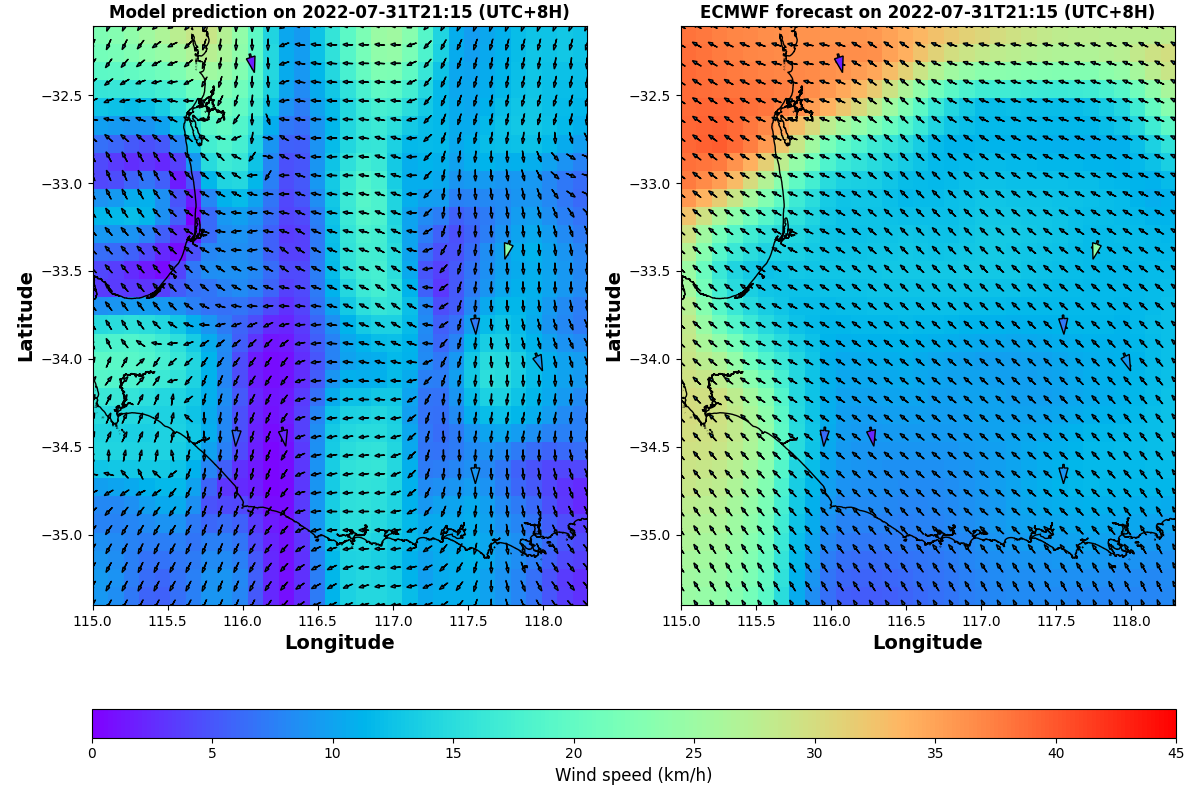 Model prediction on 2022-07-31T21:15 (UTC+8H)
ECMWF forecast on 2022-07-31T21:15 (UTC+8H)
Latitude
−32.5
−33.0
−33.5
−34.0
−34.5
−35.0
115.0 115.5 116.0 116.5 117.0 117.5 118.0
Longitude
Latitude
−32.5
−33.0
−33.5
−34.0
−34.5
−35.0
115.0 115.5 116.0 116.5 117.0 117.5 118.0
Longitude
0 5 10 15 20 25 30 35 40 45
Wind speed (km/h)